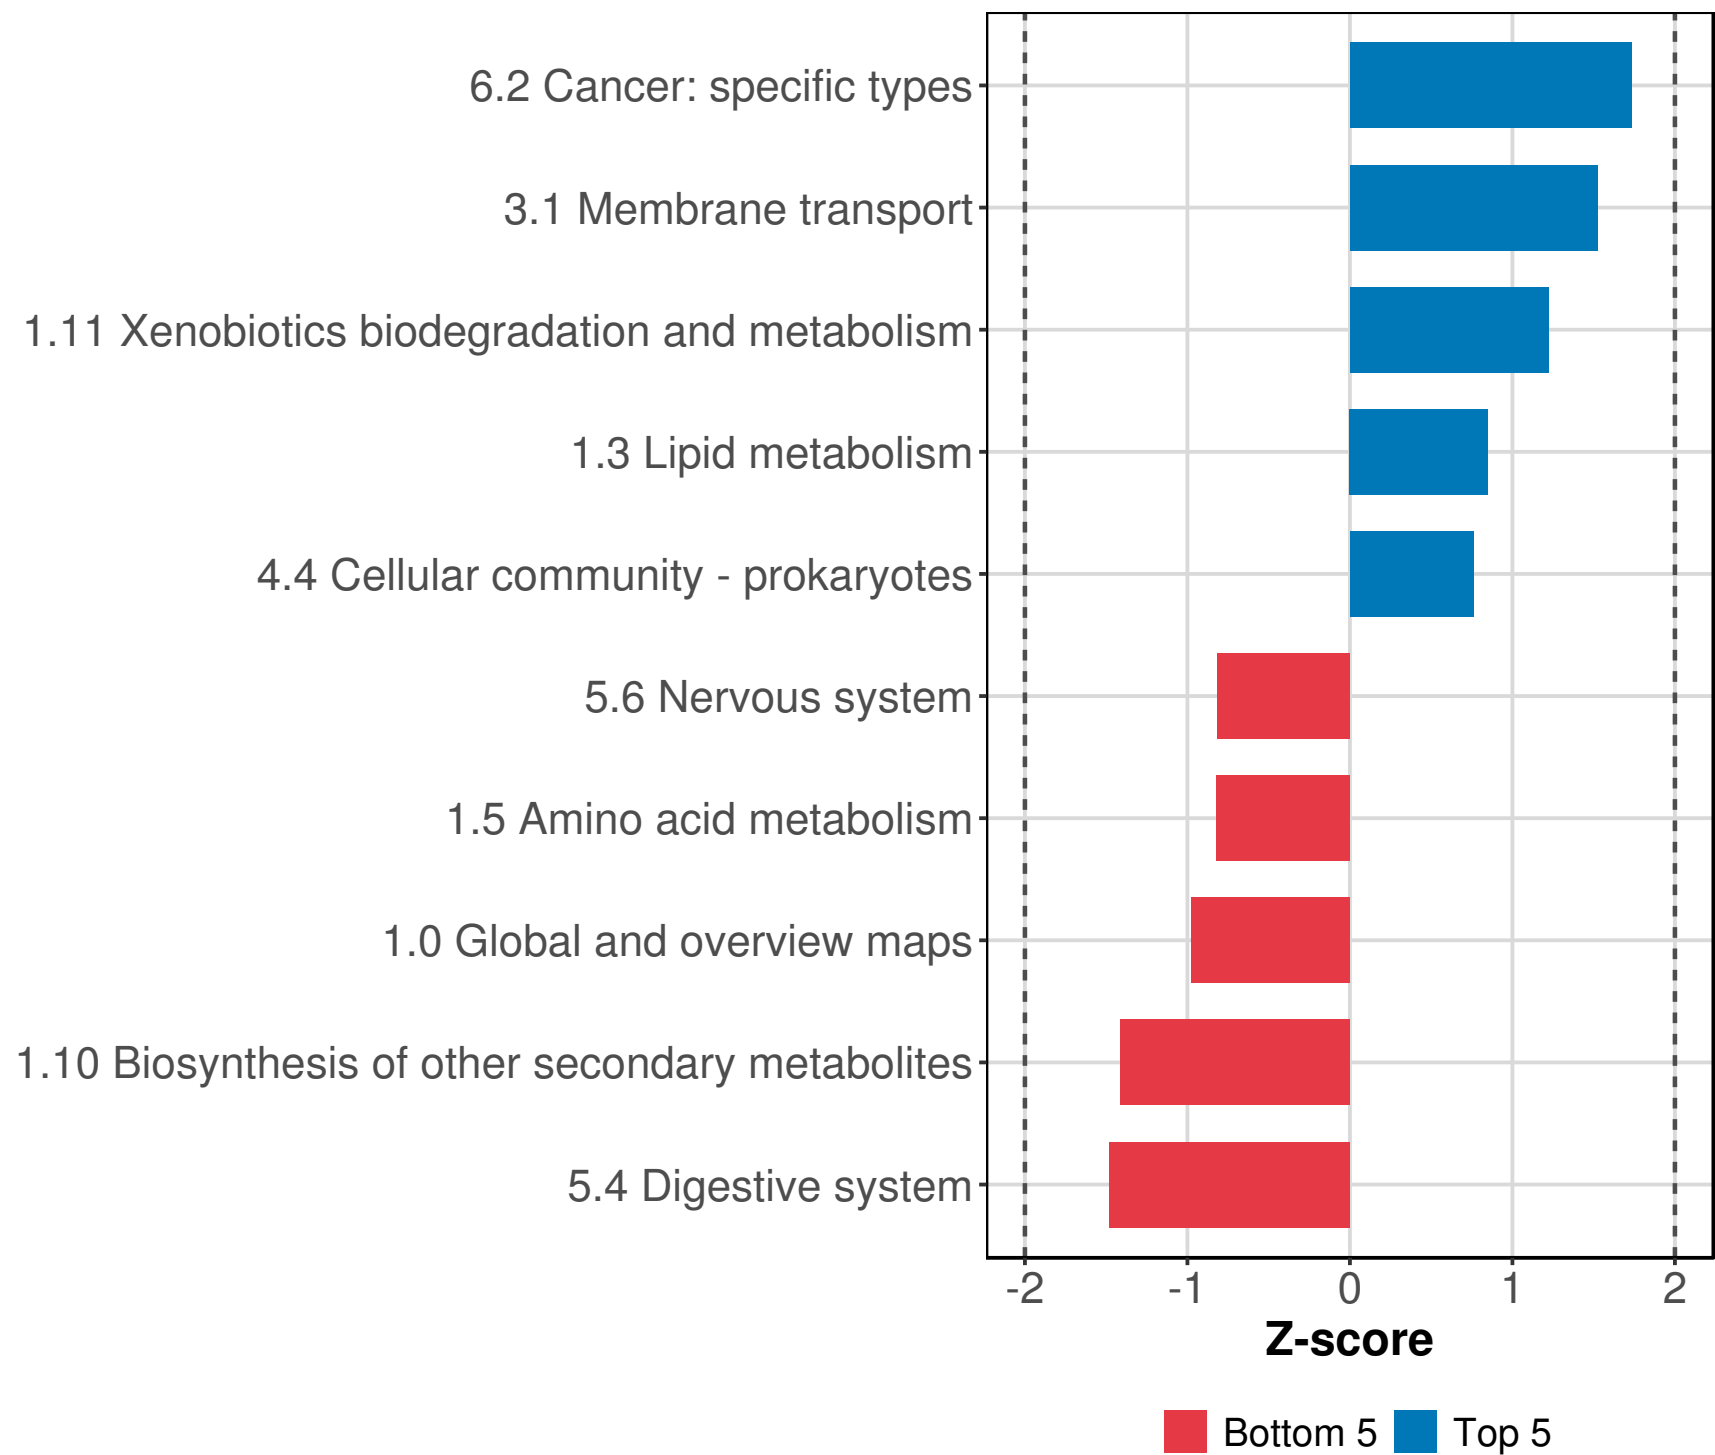 6.2 Cancer: specific types
3.1 Membrane transport
1.11 Xenobiotics biodegradation and metabolism
1.3 Lipid metabolism
4.4 Cellular community - prokaryotes
5.6 Nervous system
1.5 Amino acid metabolism
1.0 Global and overview maps
1.10 Biosynthesis of other secondary metabolites
5.4 Digestive system
-2 -1 0 1 2
Z-score
Bottom 5 Top 5